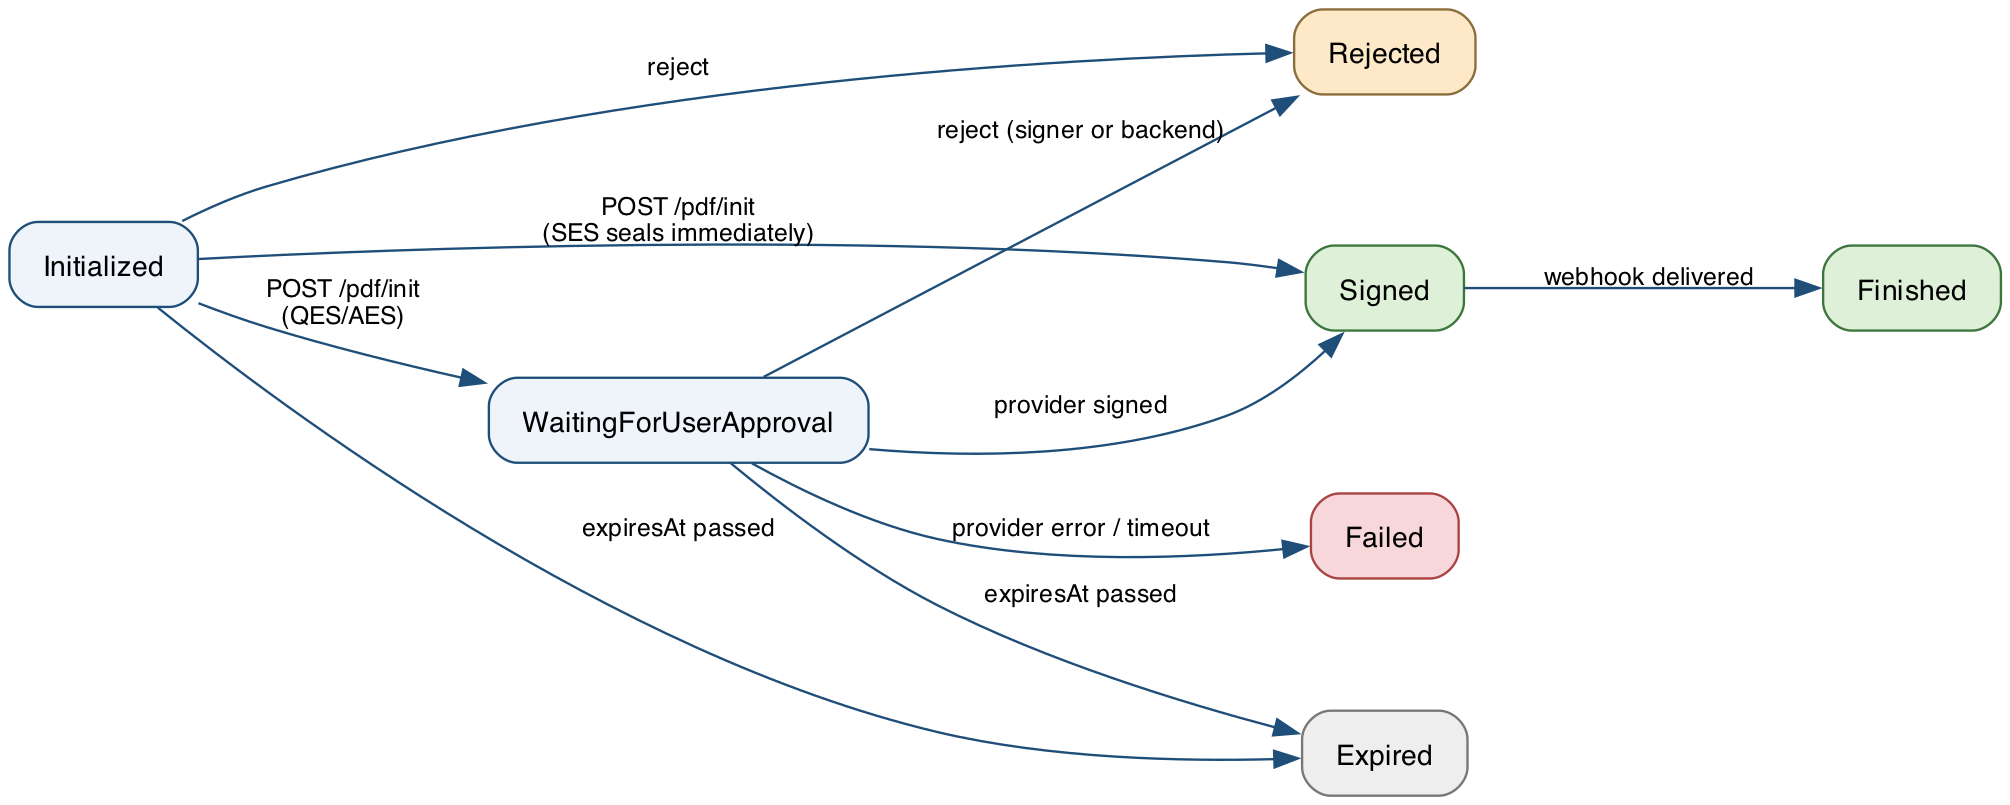 reject
Rejected
reject (signer or backend)
POST /pdf/init
(SES seals immediately)
Initialized
POST /pdf/init
(QES/AES)
Signed
webhook delivered
Finished
WaitingForUserApproval
provider signed
expiresAt passed
provider error / timeout
Failed
expiresAt passed
Expired